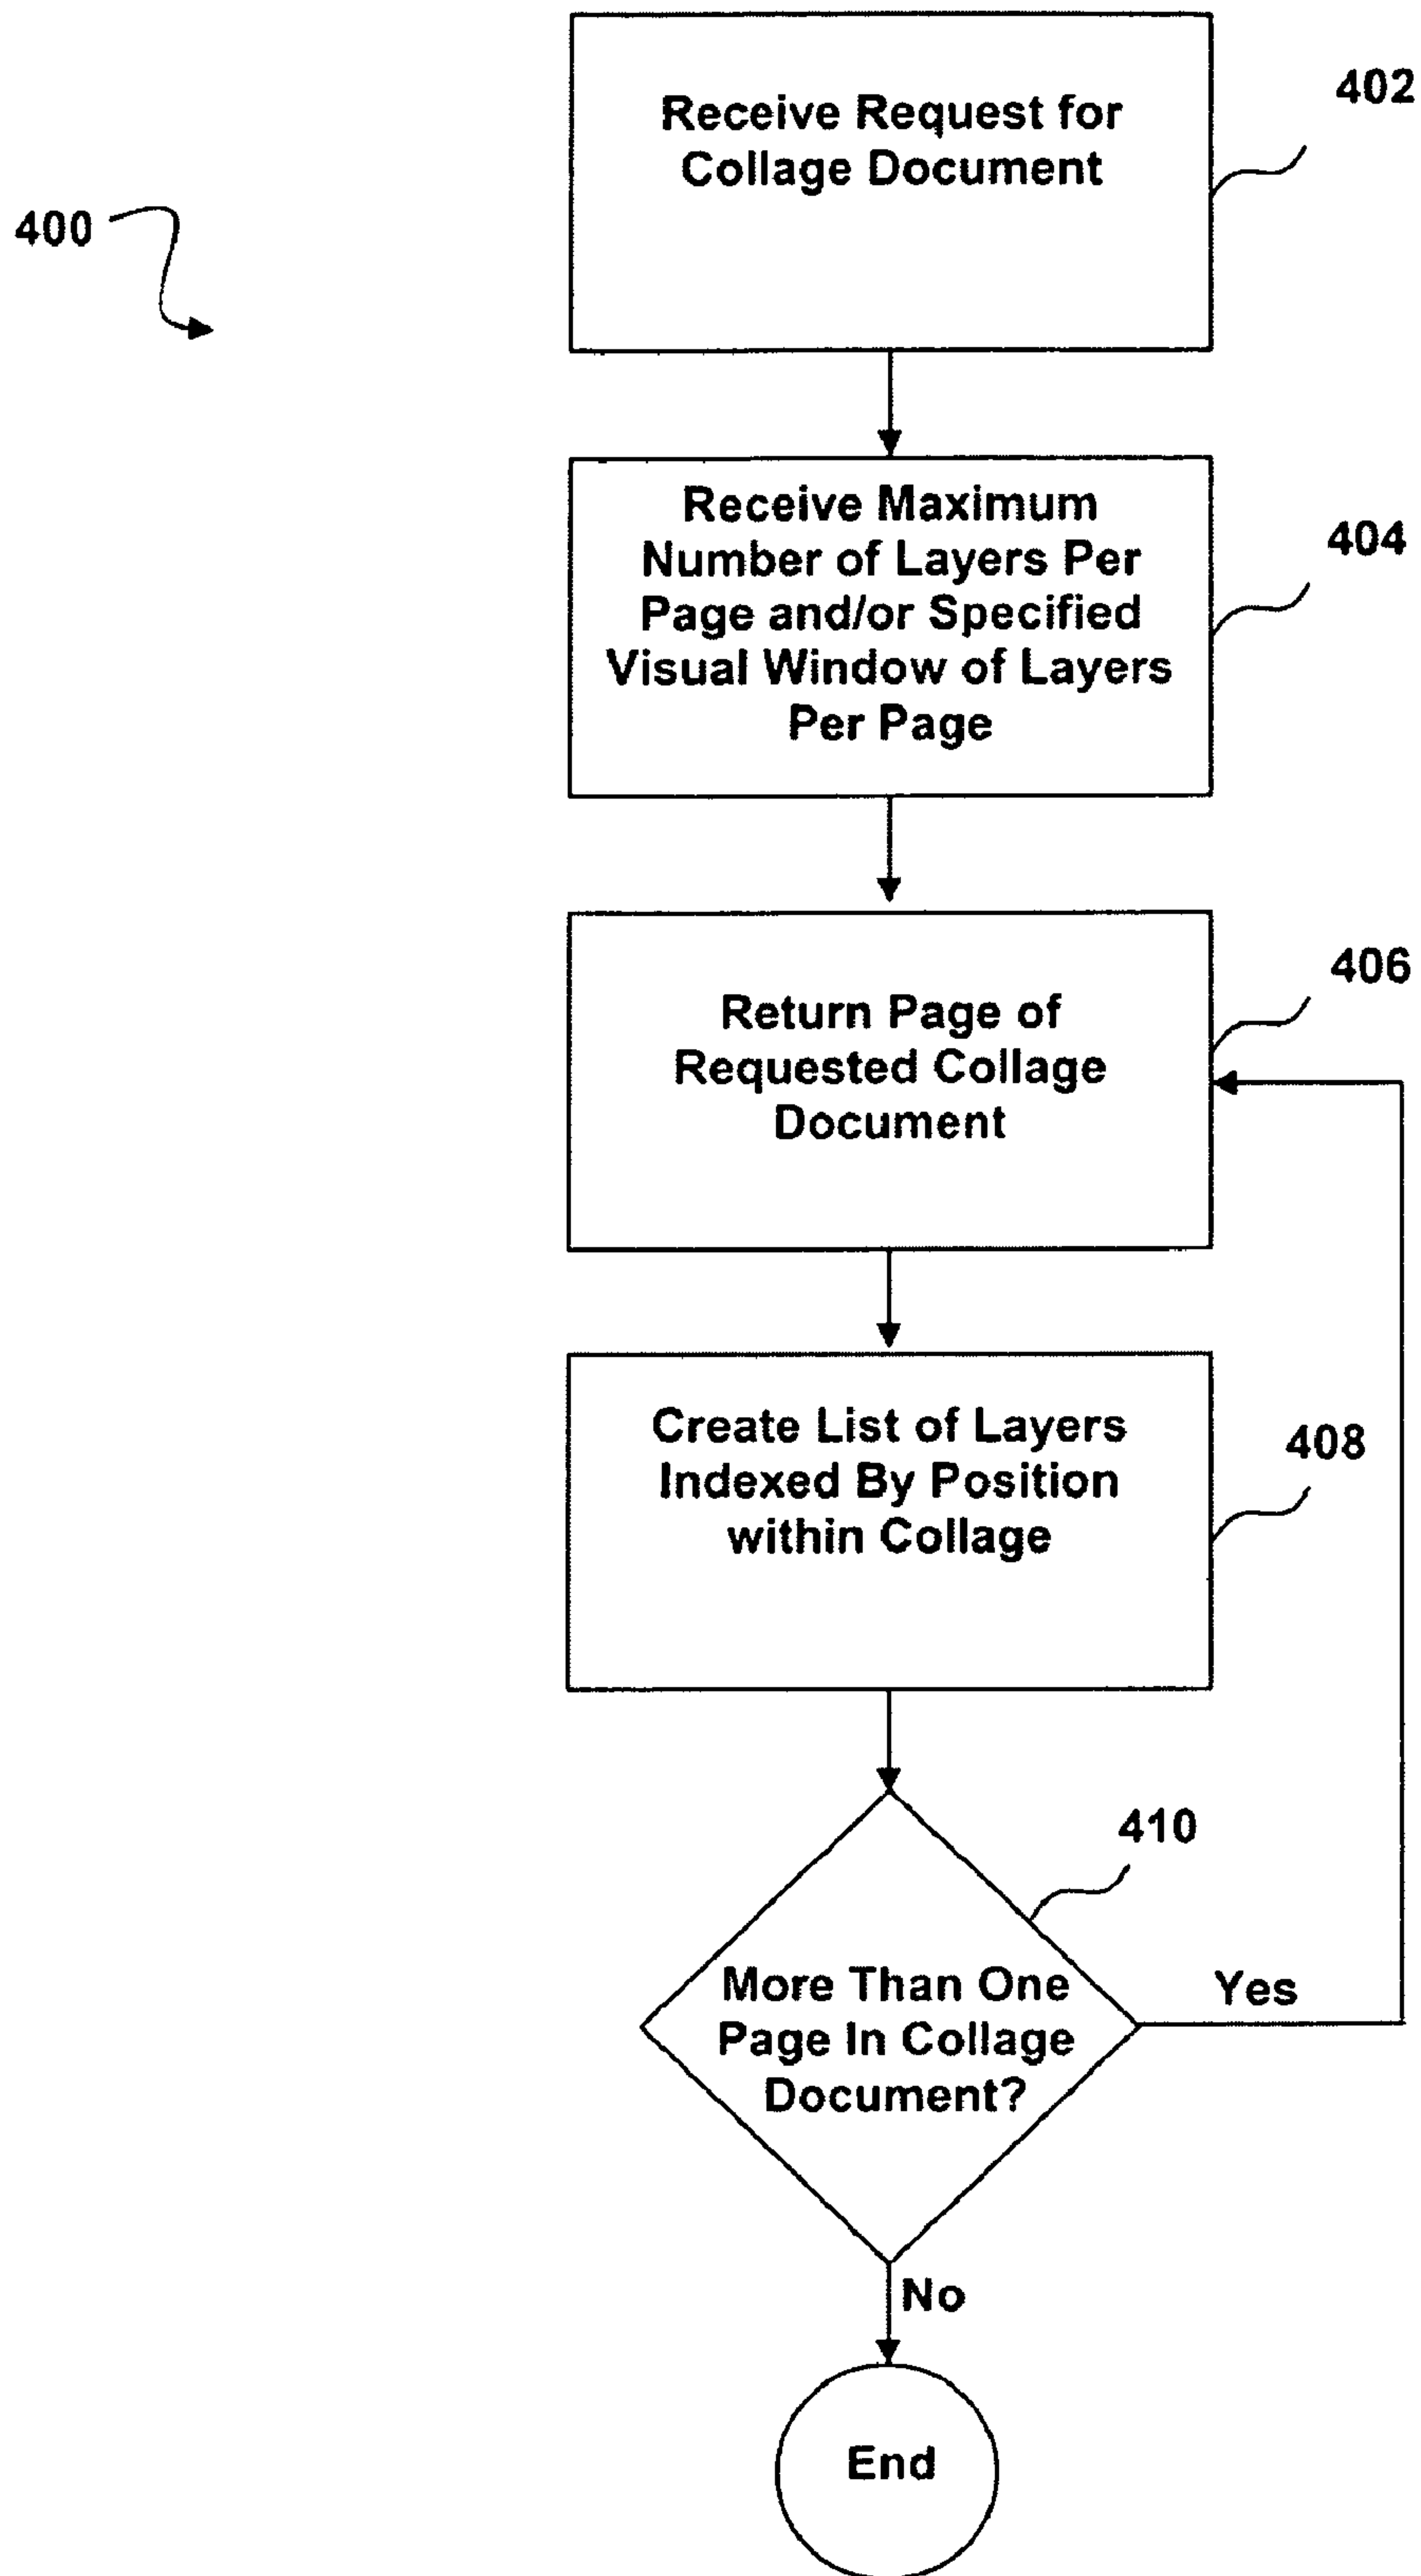 Receive Request for
Collage Document
402
400
Receive Maximum
Number of Layers Per
Page and/or Specified
Visual Window of Layers
Per Page
404
Return Page of
Requested Collage
Document
406
Create List of Layers
Indexed By Position
within Collage
408
410
More Than One
Page In Collage
Document?
Yes
No
End